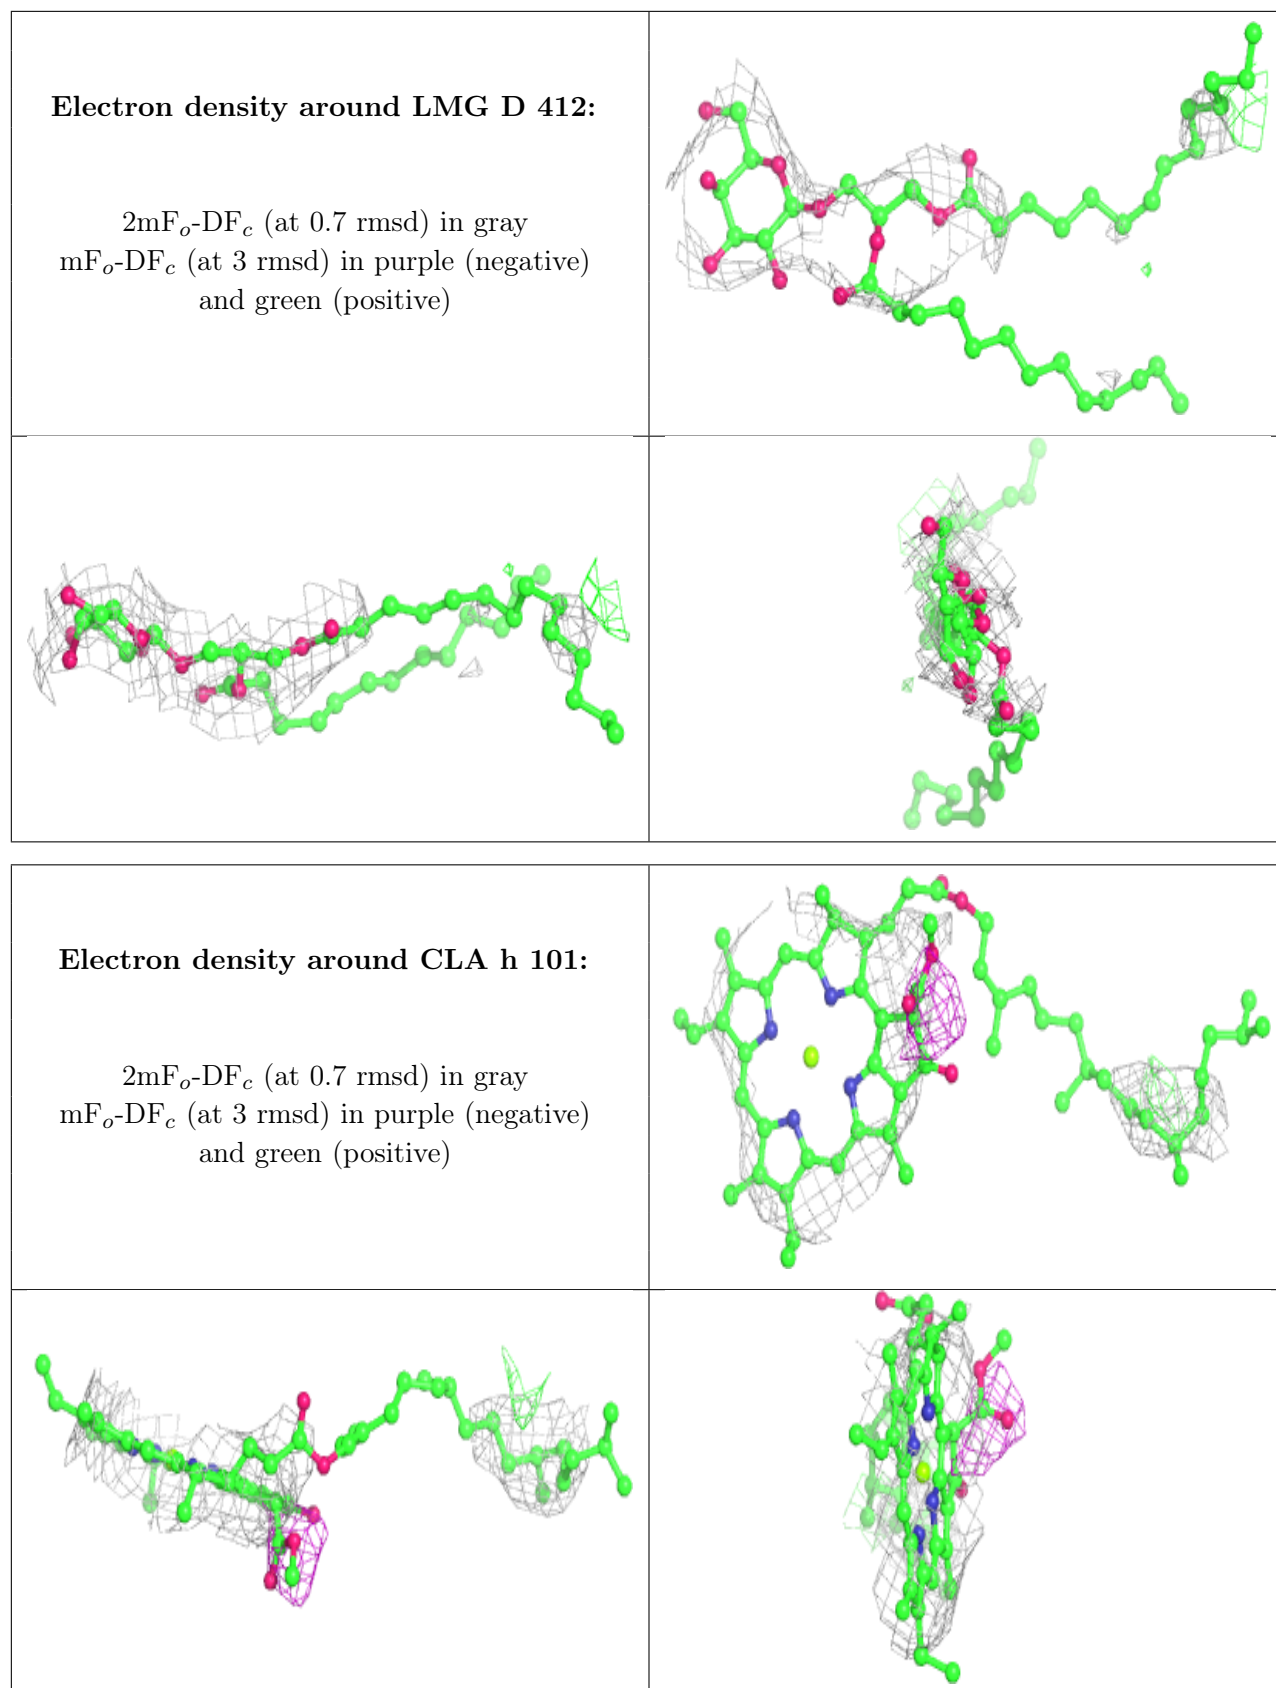 Electron density around LMG D 412:
2mFo-DFc (at 0.7 rmsd) in gray
mFo-DFc (at 3 rmsd) in purple (negative)
and green (positive)
Electron density around CLA h 101:
2mFo-DFc (at 0.7 rmsd) in gray
mFo-DFc (at 3 rmsd) in purple (negative)
and green (positive)